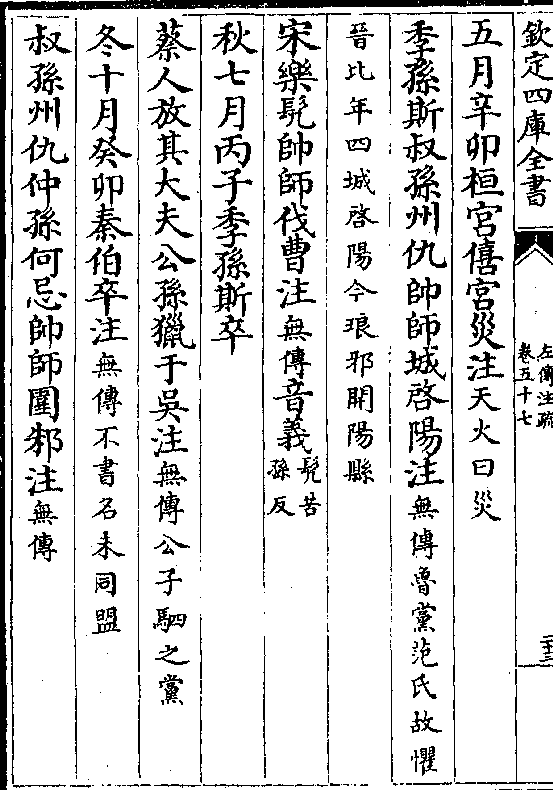 欽定四庫全書
左傳注疏
卷五十七
五月辛卯桓宫僖宫災注天火曰災
季孫斯叔孫州仇帥師城啓陽注無傳魯黨范氏故懼
晉比年四城啓陽今琅邪開陽縣
宋樂髠帥師伐曹注無傳音義髠苦
孫反
秋七月丙子季孫斯卒
蔡人放其大夫公孫獵于吳注無傳公子駟之黨
冬十月癸卯秦伯卒注無傳不書名未同盟
叔孫州仇仲孫何忌帥師圍邾注無傳